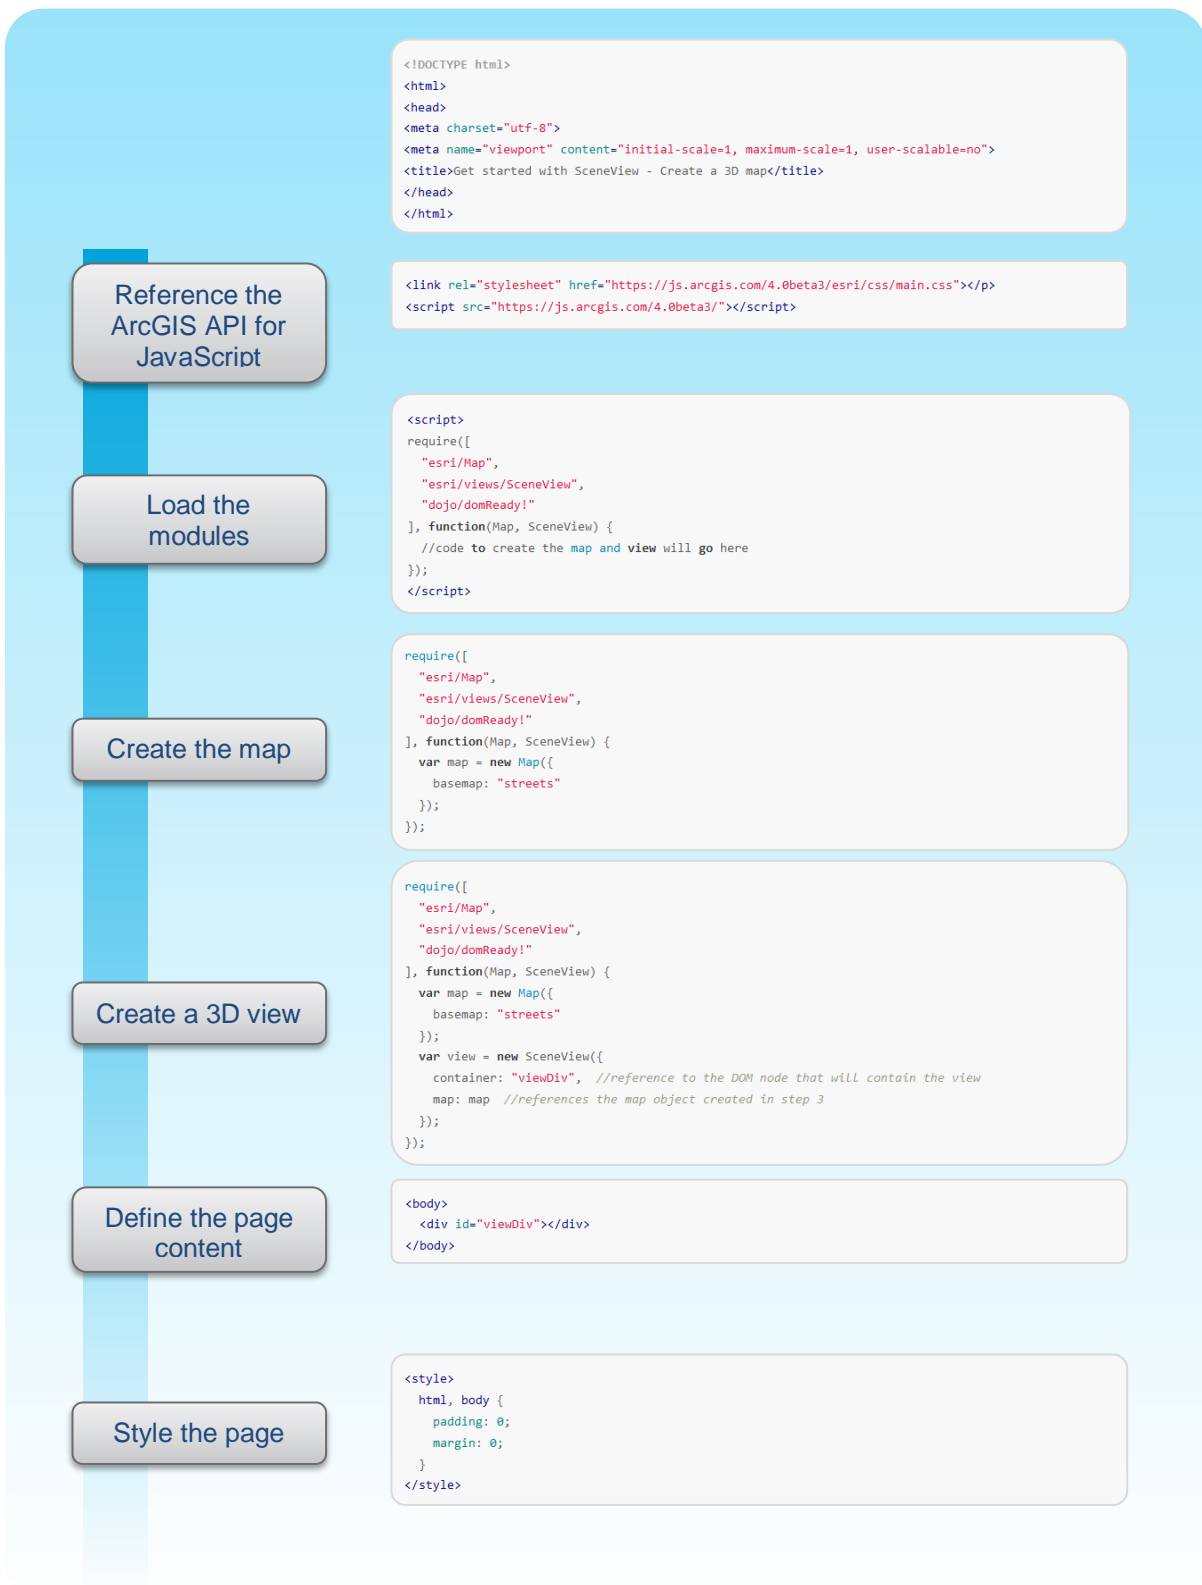 <!DOCTYPE html>
<html>
<head>
<meta charset="utf-8">
<meta name="viewport" content="initial-scale=1, maximum-scale=1, user-scalable=no">
<title>Get started with SceneView - Create a 3D map</title>
</head>
</html>
Reference the
ArcGIS API for
JavaScript
<link rel="stylesheet" href="https://js.arcgis.com/4.0beta3/esri/css/main.css"></p>
<script src="https://js.arcgis.com/4.0beta3/"></script>
Load the
modules
<script>
require([
  "esri/Map",
  "esri/views/SceneView",
  "dojo/domReady!"
], function(Map, SceneView) {
  //code to create the map and view will go here
});
</script>
Create the map
require([
  "esri/Map",
  "esri/views/SceneView",
  "dojo/domReady!"
], function(Map, SceneView) {
  var map = new Map({
    basemap: "streets"
  });
});
Create a 3D view
require([
  "esri/Map",
  "esri/views/SceneView",
  "dojo/domReady!"
], function(Map, SceneView) {
  var map = new Map({
    basemap: "streets"
  });
  var view = new SceneView({
    container: "viewDiv",  //reference to the DOM node that will contain the view
    map: map  //references the map object created in step 3
  });
});
Define the page
content
<body>
  <div id="viewDiv"></div>
</body>
Style the page
<style>
  html, body {
    padding: 0;
    margin: 0;
  }
</style>